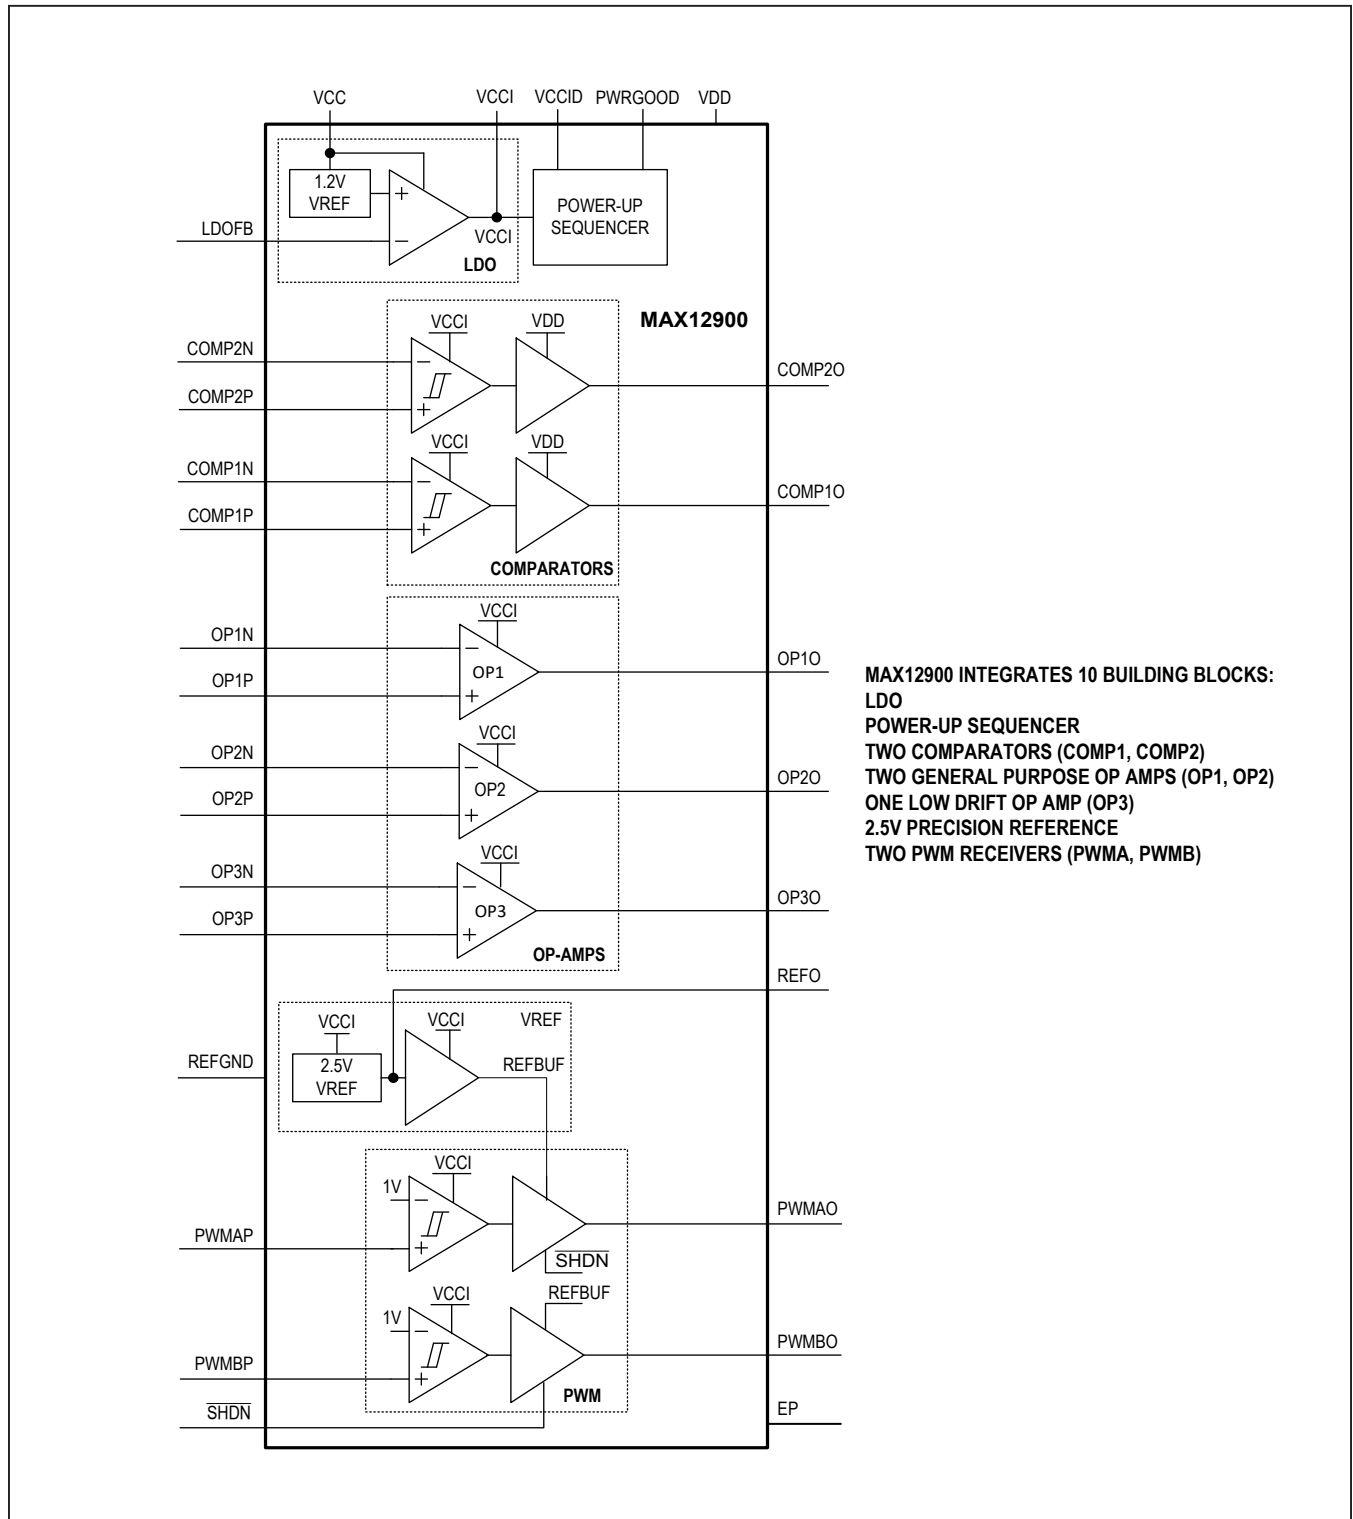 VCC VCCI VCCID PWRGOOD VDD
1.2V
VREF
+
POWER-UP
SEQUENCER
LDOFB
−
VCCI
LDO
MAX12900
VCCI VDD
COMP2N
−
COMP2O
COMP2P
+
VCCI VDD
COMP1N
−
COMP1O
COMP1P
+
COMPARATORS
VCCI
OP1N
−
OP1
OP1O
OP1P
+
VCCI
OP2N
−
OP2
OP2O
OP2P
+
VCCI
OP3N
−
OP3
OP3O
OP3P
+
OP-AMPS
MAX12900 INTEGRATES 10 BUILDING BLOCKS:
LDO
POWER-UP SEQUENCER
TWO COMPARATORS (COMP1, COMP2)
TWO GENERAL PURPOSE OP AMPS (OP1, OP2)
ONE LOW DRIFT OP AMP (OP3)
2.5V PRECISION REFERENCE
TWO PWM RECEIVERS (PWMA, PWMB)
REFO
VCCI VCCI VREF
REFGND
2.5V
VREF
REFBUF
VCCI
1V
−
PWMAO
PWMAP
+
SHDN
VCCI REFBUF
1V
−
PWMBO
PWMBP
+
PWM
SHDN
EP